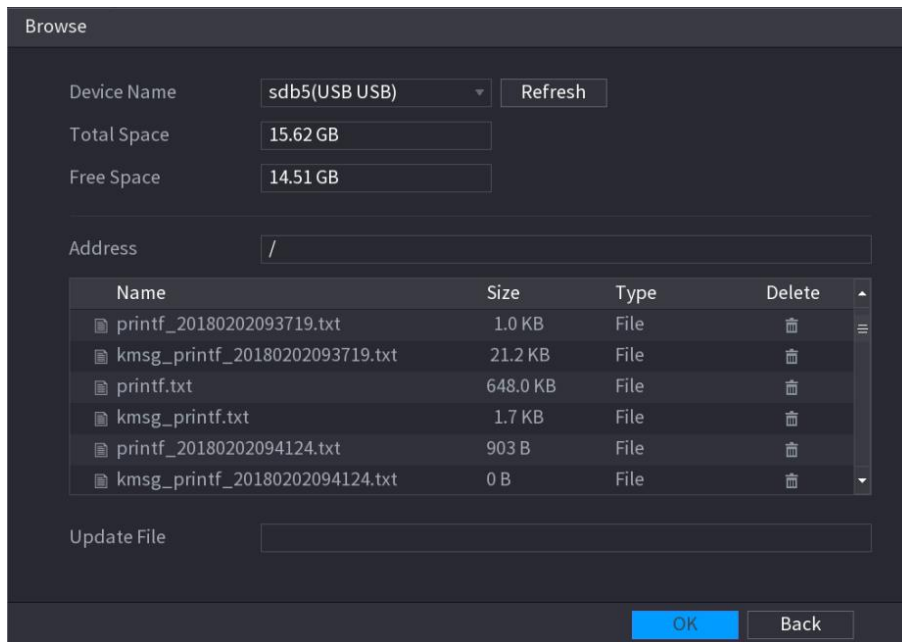 Browse
Device Name sdb5(USB USB) Refresh
Total Space 15.62 GB
Free Space 14.51 GB
Address /
Name Size Type Delete
printf_20180202093719.txt 1.0 KB File
kmsg_printf_20180202093719.txt 21.2 KB File
printf.txt 648.0 KB File
kmsg_printf.txt 1.7 KB File
printf_20180202094124.txt 903 B File
kmsg_printf_20180202094124.txt 0 B File
Update File
OK Back